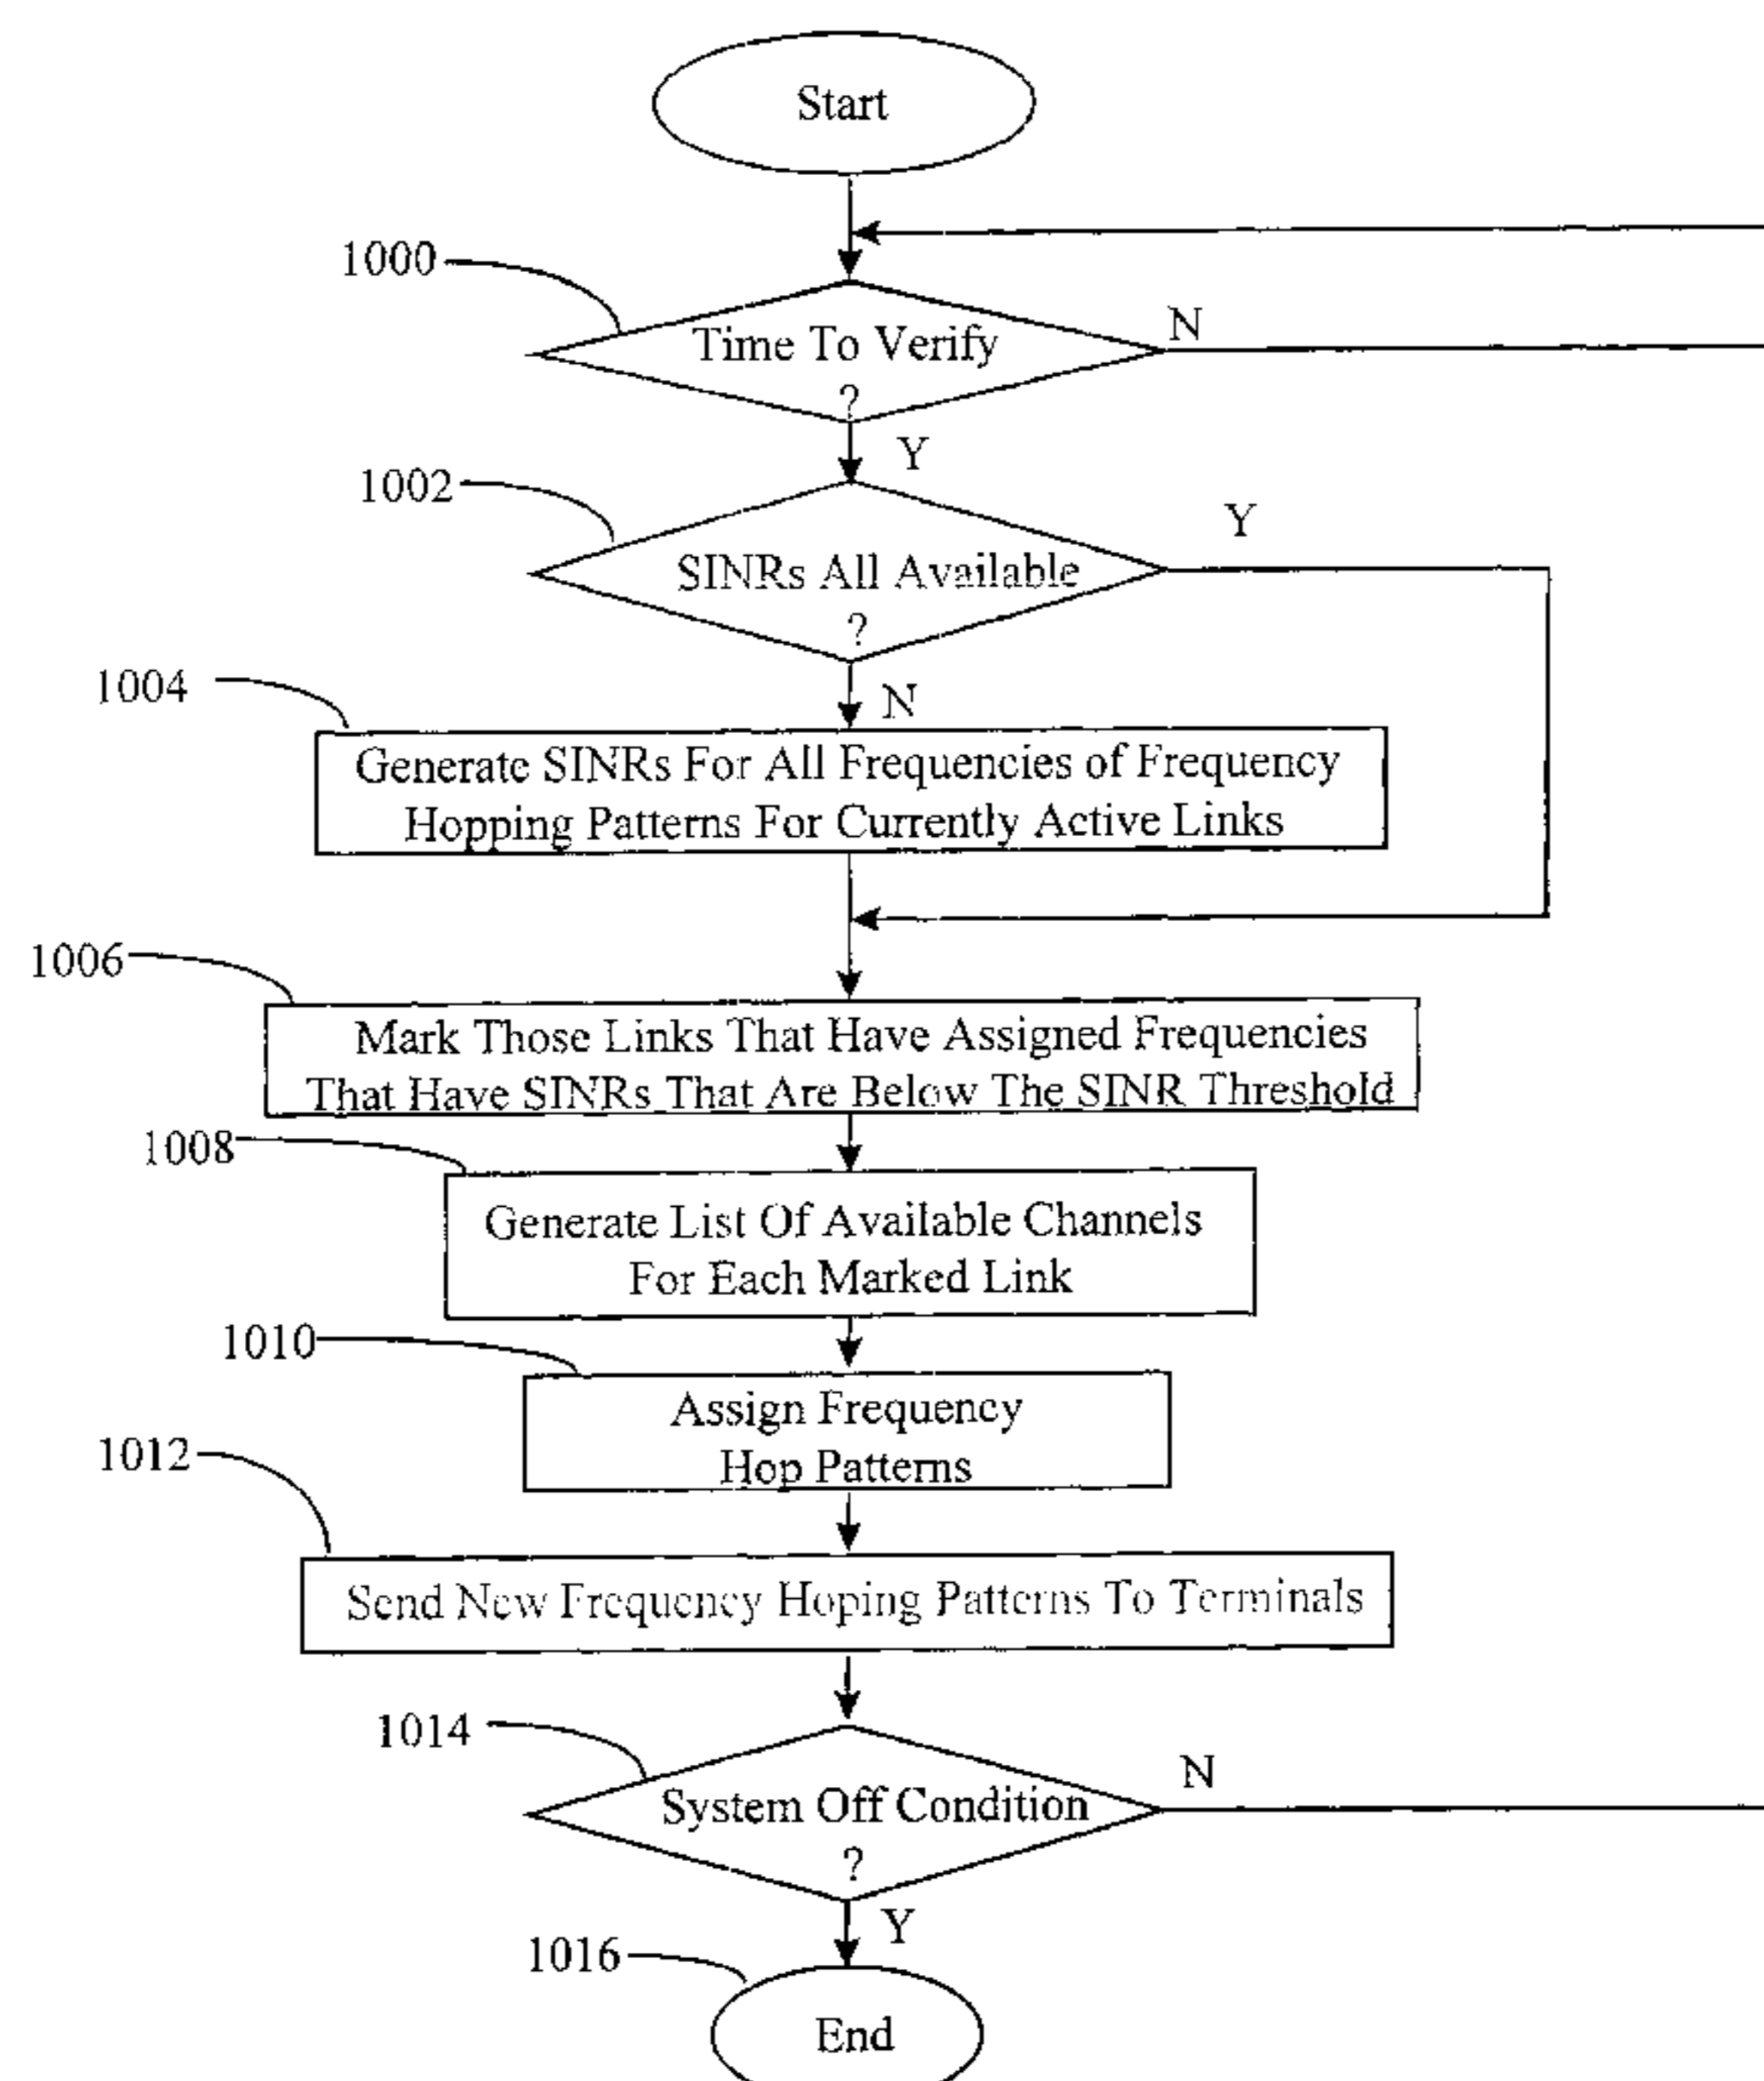 Start
1000
Time To Verify
N
?
Y
1002
Y
SINRs All Available
?
1004
N
Generate SINRs For All Frequencies of Frequency
Hopping Patterns For Currently Active Links
1006
Mark Those Links That Have Assigned Frequencies
That Have SINRs That Are Below The SINR Threshold
1008
Generate List Of Available Channels
For Each Marked Link
1010
Assign Frequency
Hop Patterns
1012
Send New Frequency Hoping Patterns To Terminals
1014
N
System Off Condition
?
Y
1016
End